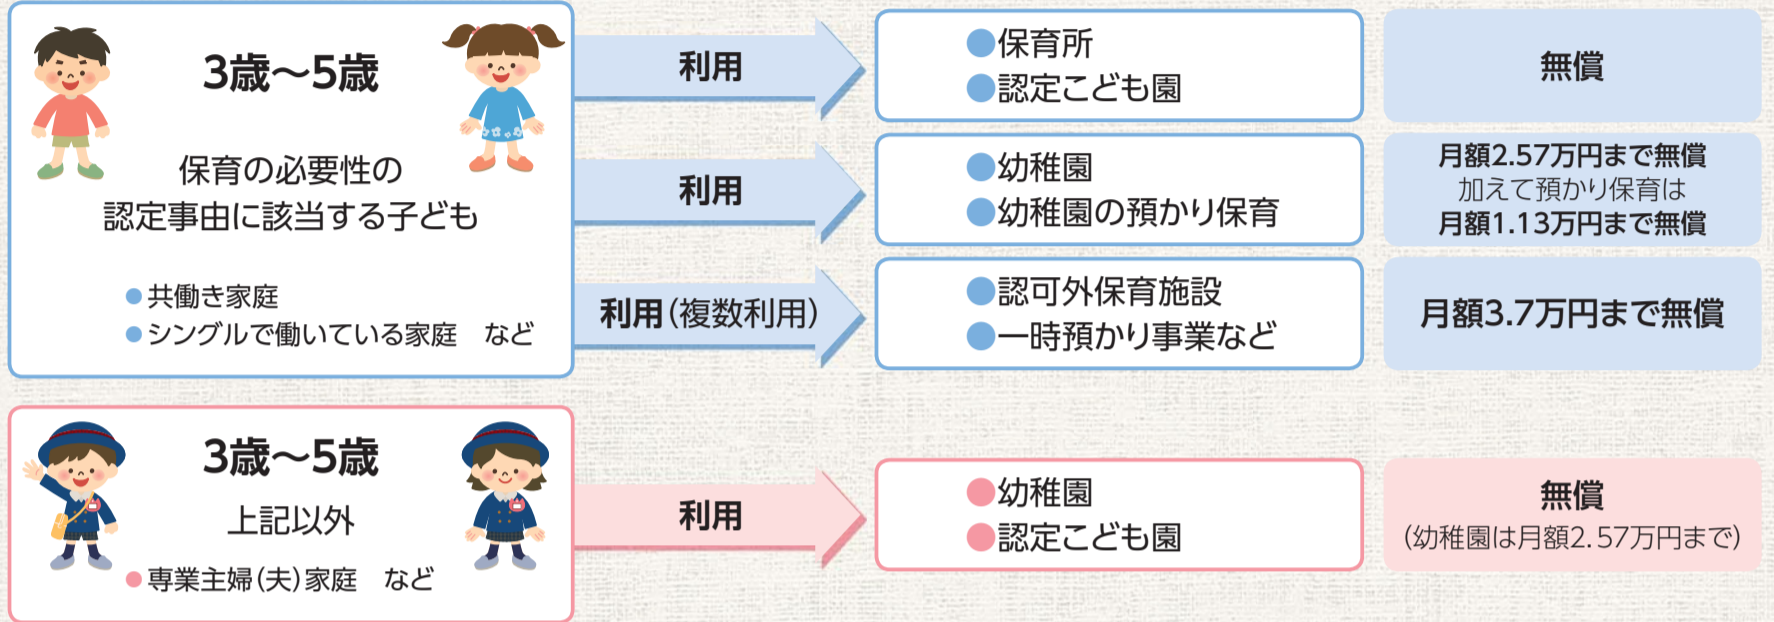 3歳～5歳
保育の必要性の
認定事由に該当する子ども
●共働き家庭
●シングルで働いている家庭　など
利用
●保育所
●認定こども園
無償
利用
●幼稚園
●幼稚園の預かり保育
月額2.57万円まで無償
加えて預かり保育は
月額1.13万円まで無償
利用(複数利用)
●認可外保育施設
●一時預かり事業など
月額3.7万円まで無償
3歳～5歳
上記以外
●専業主婦(夫)家庭　など
利用
●幼稚園
●認定こども園
無償
(幼稚園は月額2.57万円まで)